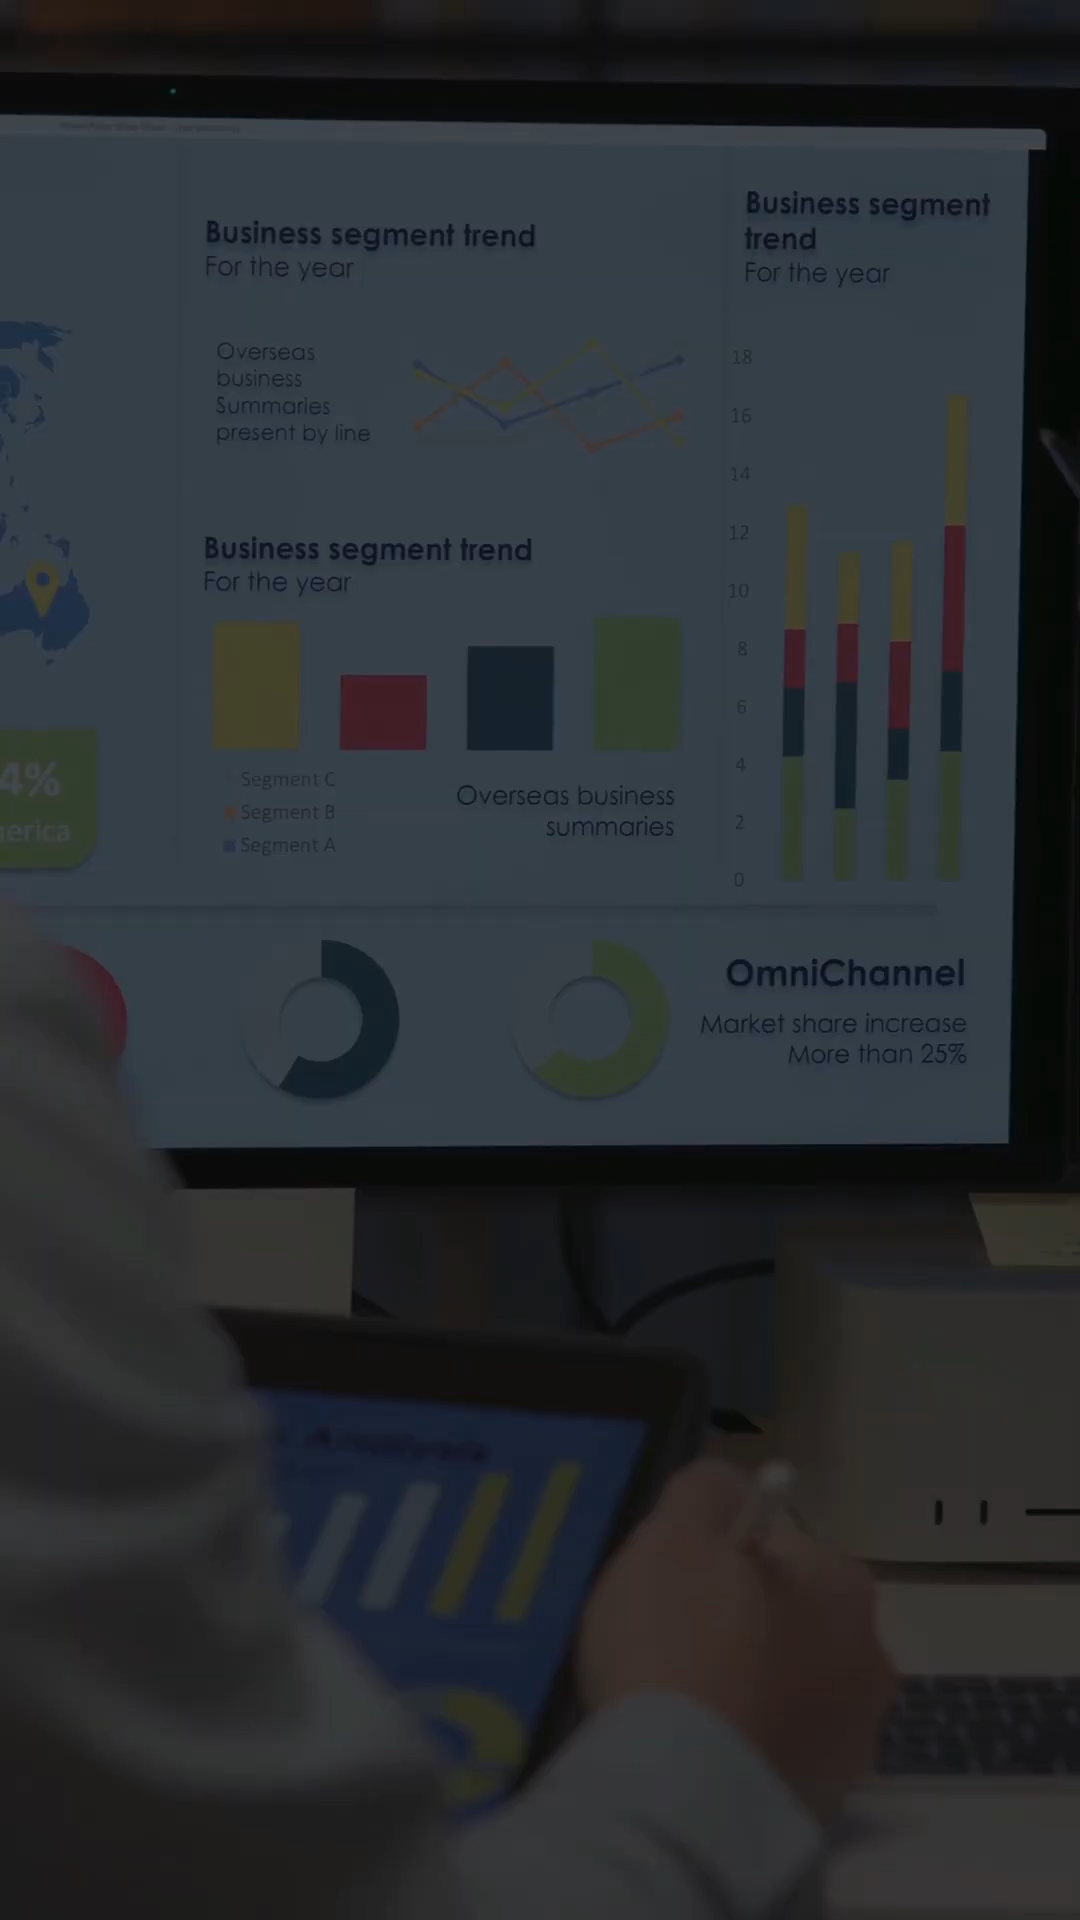 Business segment trend
For the year
Overseas
business
Summaries
present by line
Business segment trend
For the year
Segment C
Segment B
Segment A
Overseas business
summaries
Business segment
trend
For the year
18
16
14
12
10
8
6
4
2
0
4%
erica
OmniChannel
Market share increase
More than 25%
Analysis